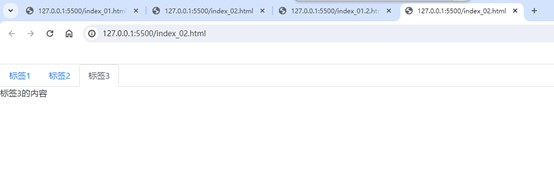 127.0.0.1:5500/index_01.html
127.0.0.1:5500/index_02.html
127.0.0.1:5500/index_01.2.html
127.0.0.1:5500/index_02.html
127.0.0.1:5500/index_02.html
标签1 标签2 标签3
标签3的内容